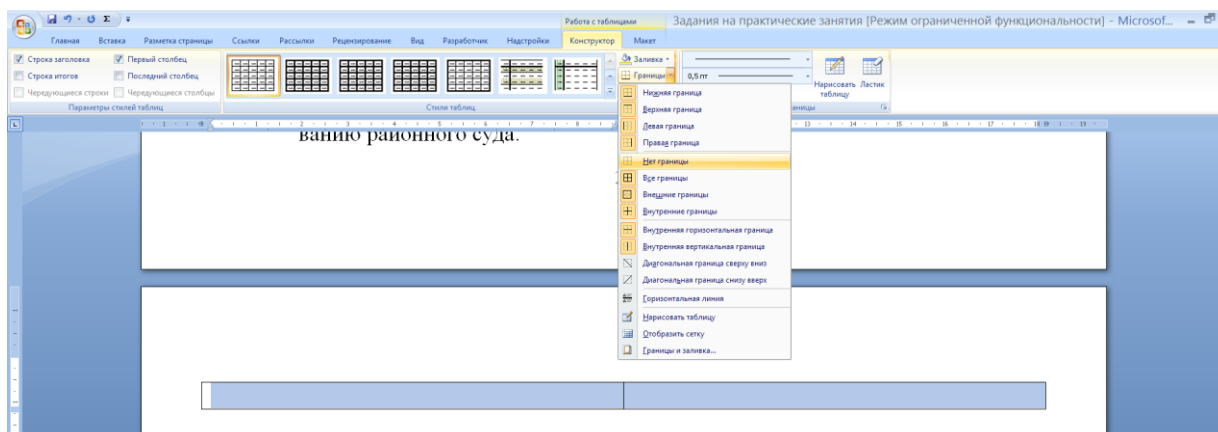 Работа с таблицами
Задания на практические занятия [Режим ограниченной функциональности] - Microsof...
Главная Вставка Разметка страницы Ссылки Рассылки Рецензирование Вид Разработчик Надстройки Конструктор Макет
Строка заголовка Первый столбец
Строка итогов Последний столбец
Чередующиеся строки Чередующиеся столбцы
Параметры стилей таблиц
Стили таблиц
Заливка
Границы
0,5 пт
Нарисовать таблицу
Ластик
аницы
Нижняя граница
Верхняя граница
Левая граница
Правая граница
Нет границы
Все границы
Внешние границы
Внутренние границы
Внутренняя горизонтальная граница
Внутренняя вертикальная граница
Диагональная граница сверху вниз
Диагональная граница снизу вверх
Горизонтальная линия
Нарисовать таблицу
Отобразить сетку
Границы и заливка...
ванию районного суда.